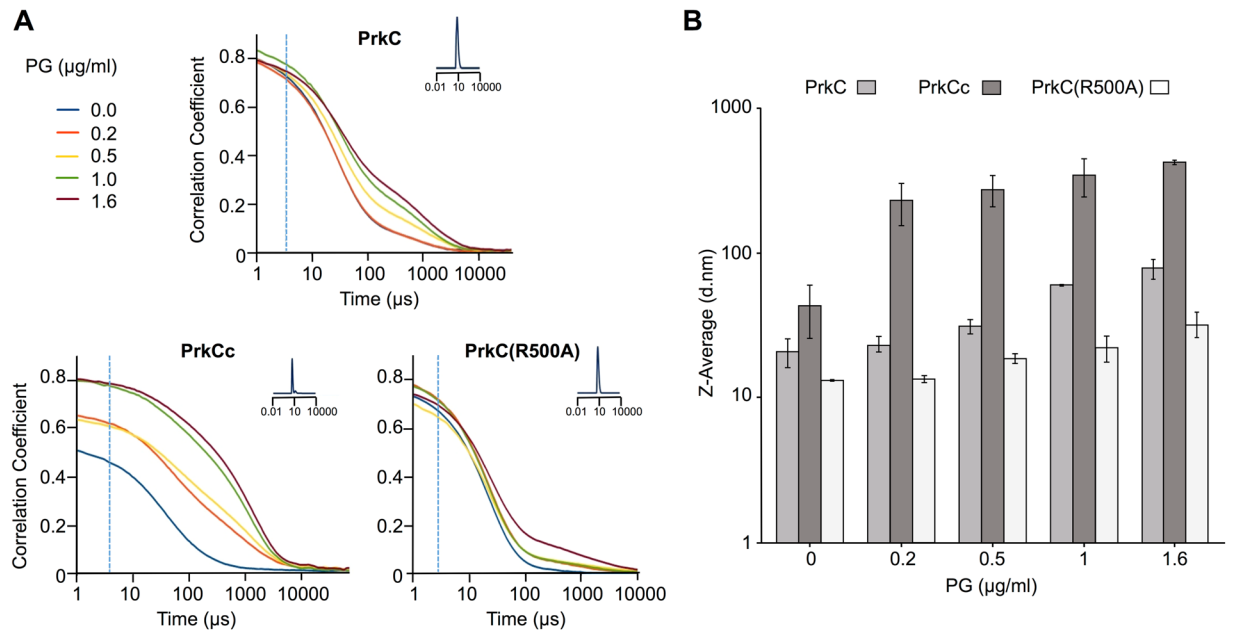 A
PG (µg/ml)
0.0
0.2
0.5
1.0
1.6
PrkC
0.01 10 10000
Correlation Coefficient
0.8
0.6
0.4
0.2
0
1 10 100 1000 10000
Time (µs)
PrkCc
0.01 10 10000
Correlation Coefficient
0.8
0.6
0.4
0.2
0
1 10 100 1000 10000
Time (µs)
PrkC(R500A)
0.01 10 10000
0.8
0.6
0.4
0.2
0
1 10 100 1000 10000
Time (µs)
B
PrkC PrkCc PrkC(R500A)
Z-Average (d.nm)
1000
100
10
1
0 0.2 0.5 1 1.6
PG (µg/ml)